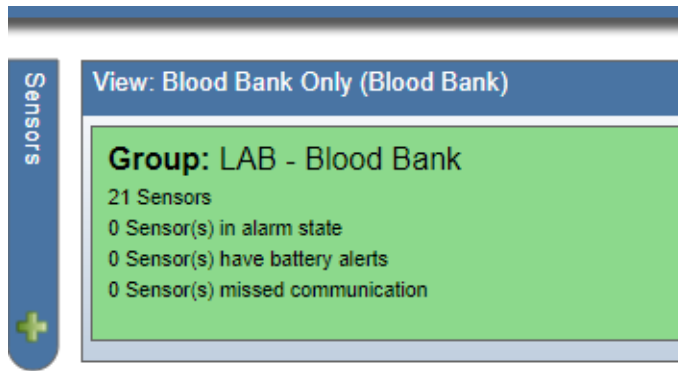 Sensors
View: Blood Bank Only (Blood Bank)
Group: LAB - Blood Bank
21 Sensors
0 Sensor(s) in alarm state
0 Sensor(s) have battery alerts
0 Sensor(s) missed communication